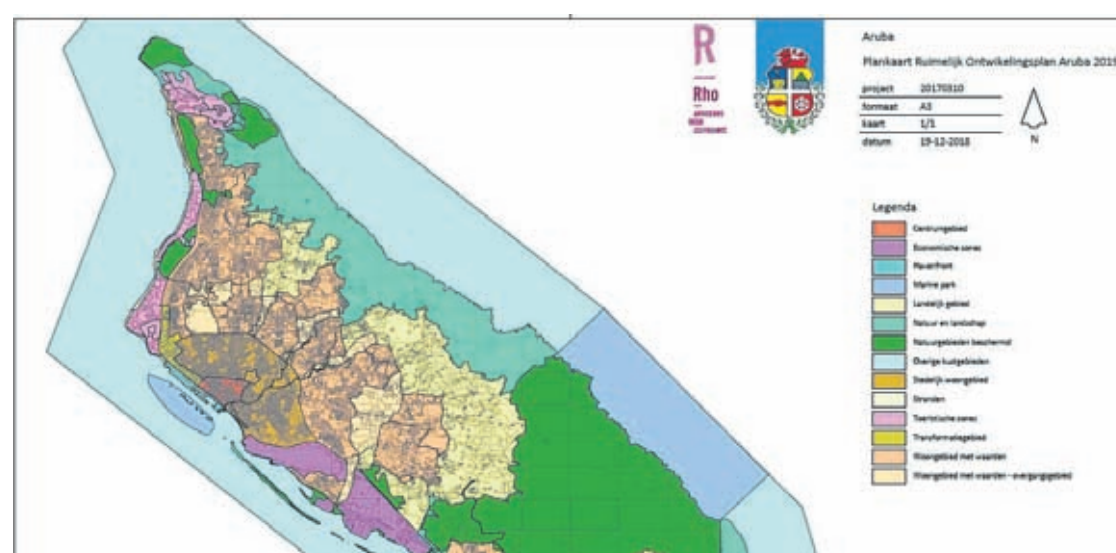 R
Rho
Aruba
Plankaart Ruimelijk Ontwikelingsplan Aruba 2019
project 20170310
formaat A3
kaart 1/1
datum 19-12-2018
N
Legenda
Centrumgebied
Economische zones
Havenfront
Marine park
Landelijk gebied
Natuur en landschap
Natuurgebieden beschermd
Overige kustgebieden
Stedelijk woongebied
Stranden
Toeristische zones
Transformatiegebied
Woongebied met waarden
Woongebied met waarden - overgangsgebied